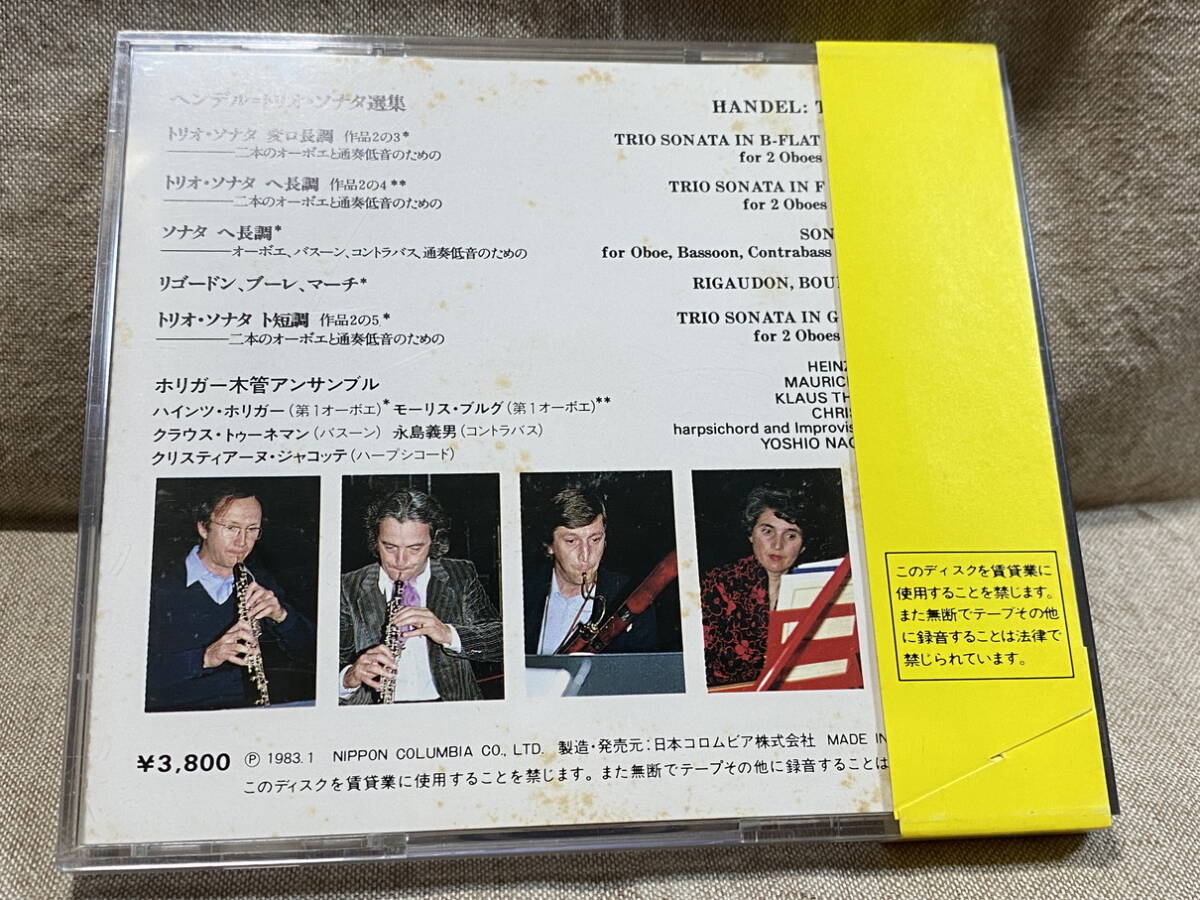 ヘンデル=トリオ・ソナタ選集
トリオ・ソナタ 変ロ長調 作品2の3*
————二本のオーボエと通奏低音のための
トリオ・ソナタ ヘ長調 作品2の4**
————二本のオーボエと通奏低音のための
ソナタ ヘ長調*
————オーボエ、バスーン、コントラバス、通奏低音のための
リゴードン、ブーレ、マーチ*
トリオ・ソナタ ト短調 作品2の5*
————二本のオーボエと通奏低音のための
ホリガー木管アンサンブル
ハインツ・ホリガー(第1オーボエ)* モーリス・ブルグ(第1オーボエ)**
クラウス・トゥーネマン(バスーン) 永島義男(コントラバス)
クリスティアーヌ・ジャコッテ(ハープシコード)
HANDEL: T
TRIO SONATA IN B-FLAT
for 2 Oboes
TRIO SONATA IN F
for 2 Oboes
SON
for Oboe, Bassoon, Contrabass
RIGAUDON, BOU
TRIO SONATA IN G
for 2 Oboes
HEINZ
MAURIC
KLAUS TH
CHRIS
harpsichord and Improvis
YOSHIO NAG
¥3,800 Ⓟ 1983.1 NIPPON COLUMBIA CO., LTD. 製造・発売元:日本コロムビア株式会社 MADE IN
このディスクを賃貸業に使用することを禁じます。また無断でテープその他に録音することは
このディスクを賃貸業に
使用することを禁じます。
また無断でテープその他
に録音することは法律で
禁じられています。